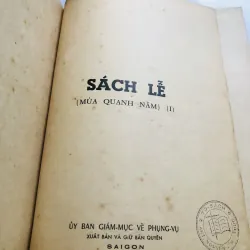 SÁCH LỄ
(MÙA QUANH NĂM) (I)
ỦY BAN GIÁM-MỤC VỀ PHỤNG-VỤ
XUẤT BẢN VÀ GIỮ BẢN QUYỀN
SAIGON